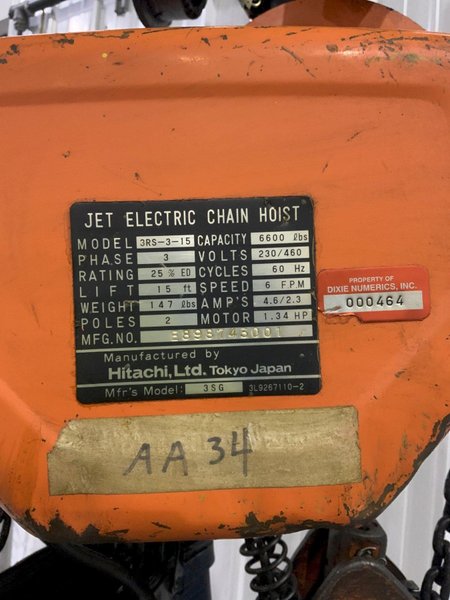 JET ELECTRIC CHAIN HOIST
MODEL 3RS-3-15 CAPACITY 6600 lbs
PHASE 3 VOLTS 230/460
RATING 25 % ED CYCLES 60 Hz
LIFT 15 ft SPEED 6 F.P.M
WEIGHT 147 lbs AMP'S 4.6/2.3
POLES 2 MOTOR 1.34 HP
MFG.NO.
Manufactured by
Hitachi, Ltd. Tokyo Japan
Mfr's Model: 3SG 3L9267110-2
PROPERTY OF
DIXIE NUMERICS, INC.
000464
AA 34